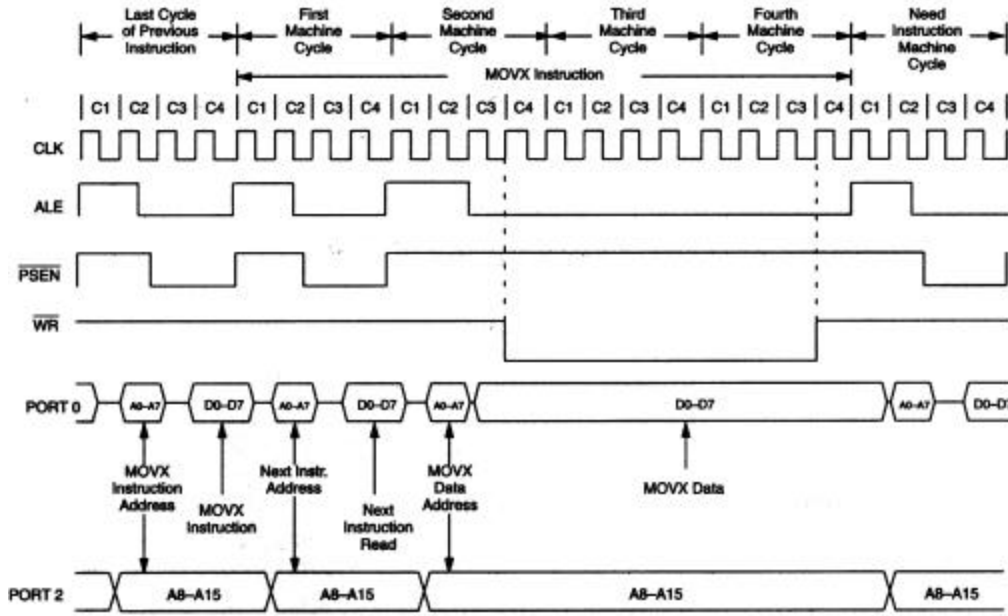 Last Cycle
of Previous
Instruction
First
Machine
Cycle
Second
Machine
Cycle
Third
Machine
Cycle
Fourth
Machine
Cycle
Need
Instruction
Machine
Cycle
MOVX Instruction
C1 C2 C3 C4 C1 C2 C3 C4 C1 C2 C3 C4 C1 C2 C3 C4 C1 C2 C3 C4 C1 C2 C3 C4
CLK
ALE
PSEN
WR
PORT 0 A0–A7 D0–D7 A0–A7 D0–D7 A0–A7 D0–D7 A0–A7 D0–D7
MOVX
Instruction
Address
MOVX
Instruction
Next Instr.
Address
Next
Instruction
Read
MOVX
Data
Address
MOVX Data
PORT 2 A8–A15 A8–A15 A8–A15 A8–A15